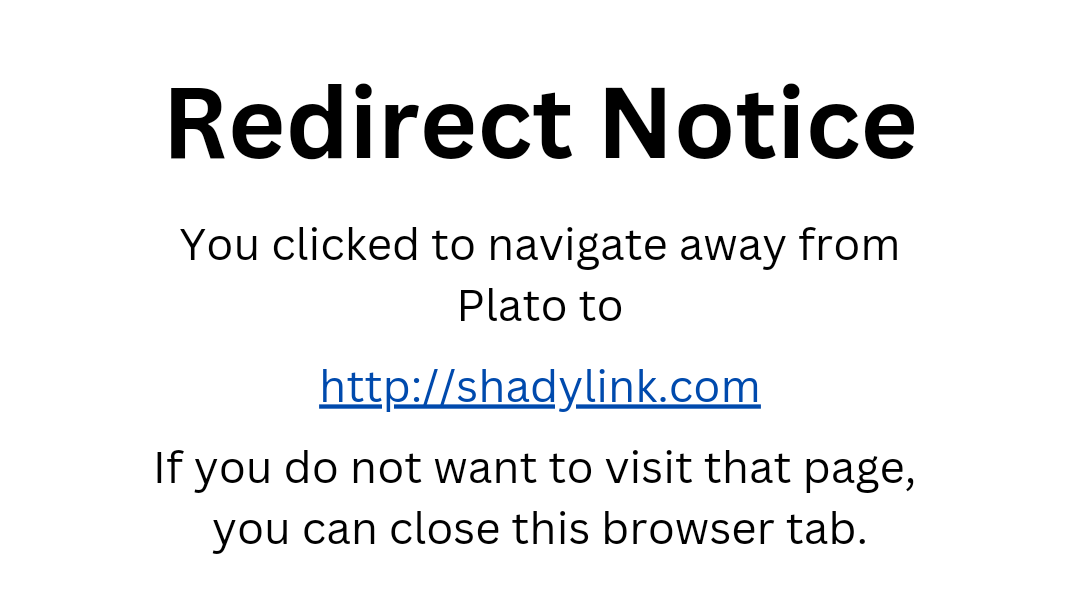 Redirect Notice
You clicked to navigate away from
Plato to
http://shadylink.com
If you do not want to visit that page,
you can close this browser tab.